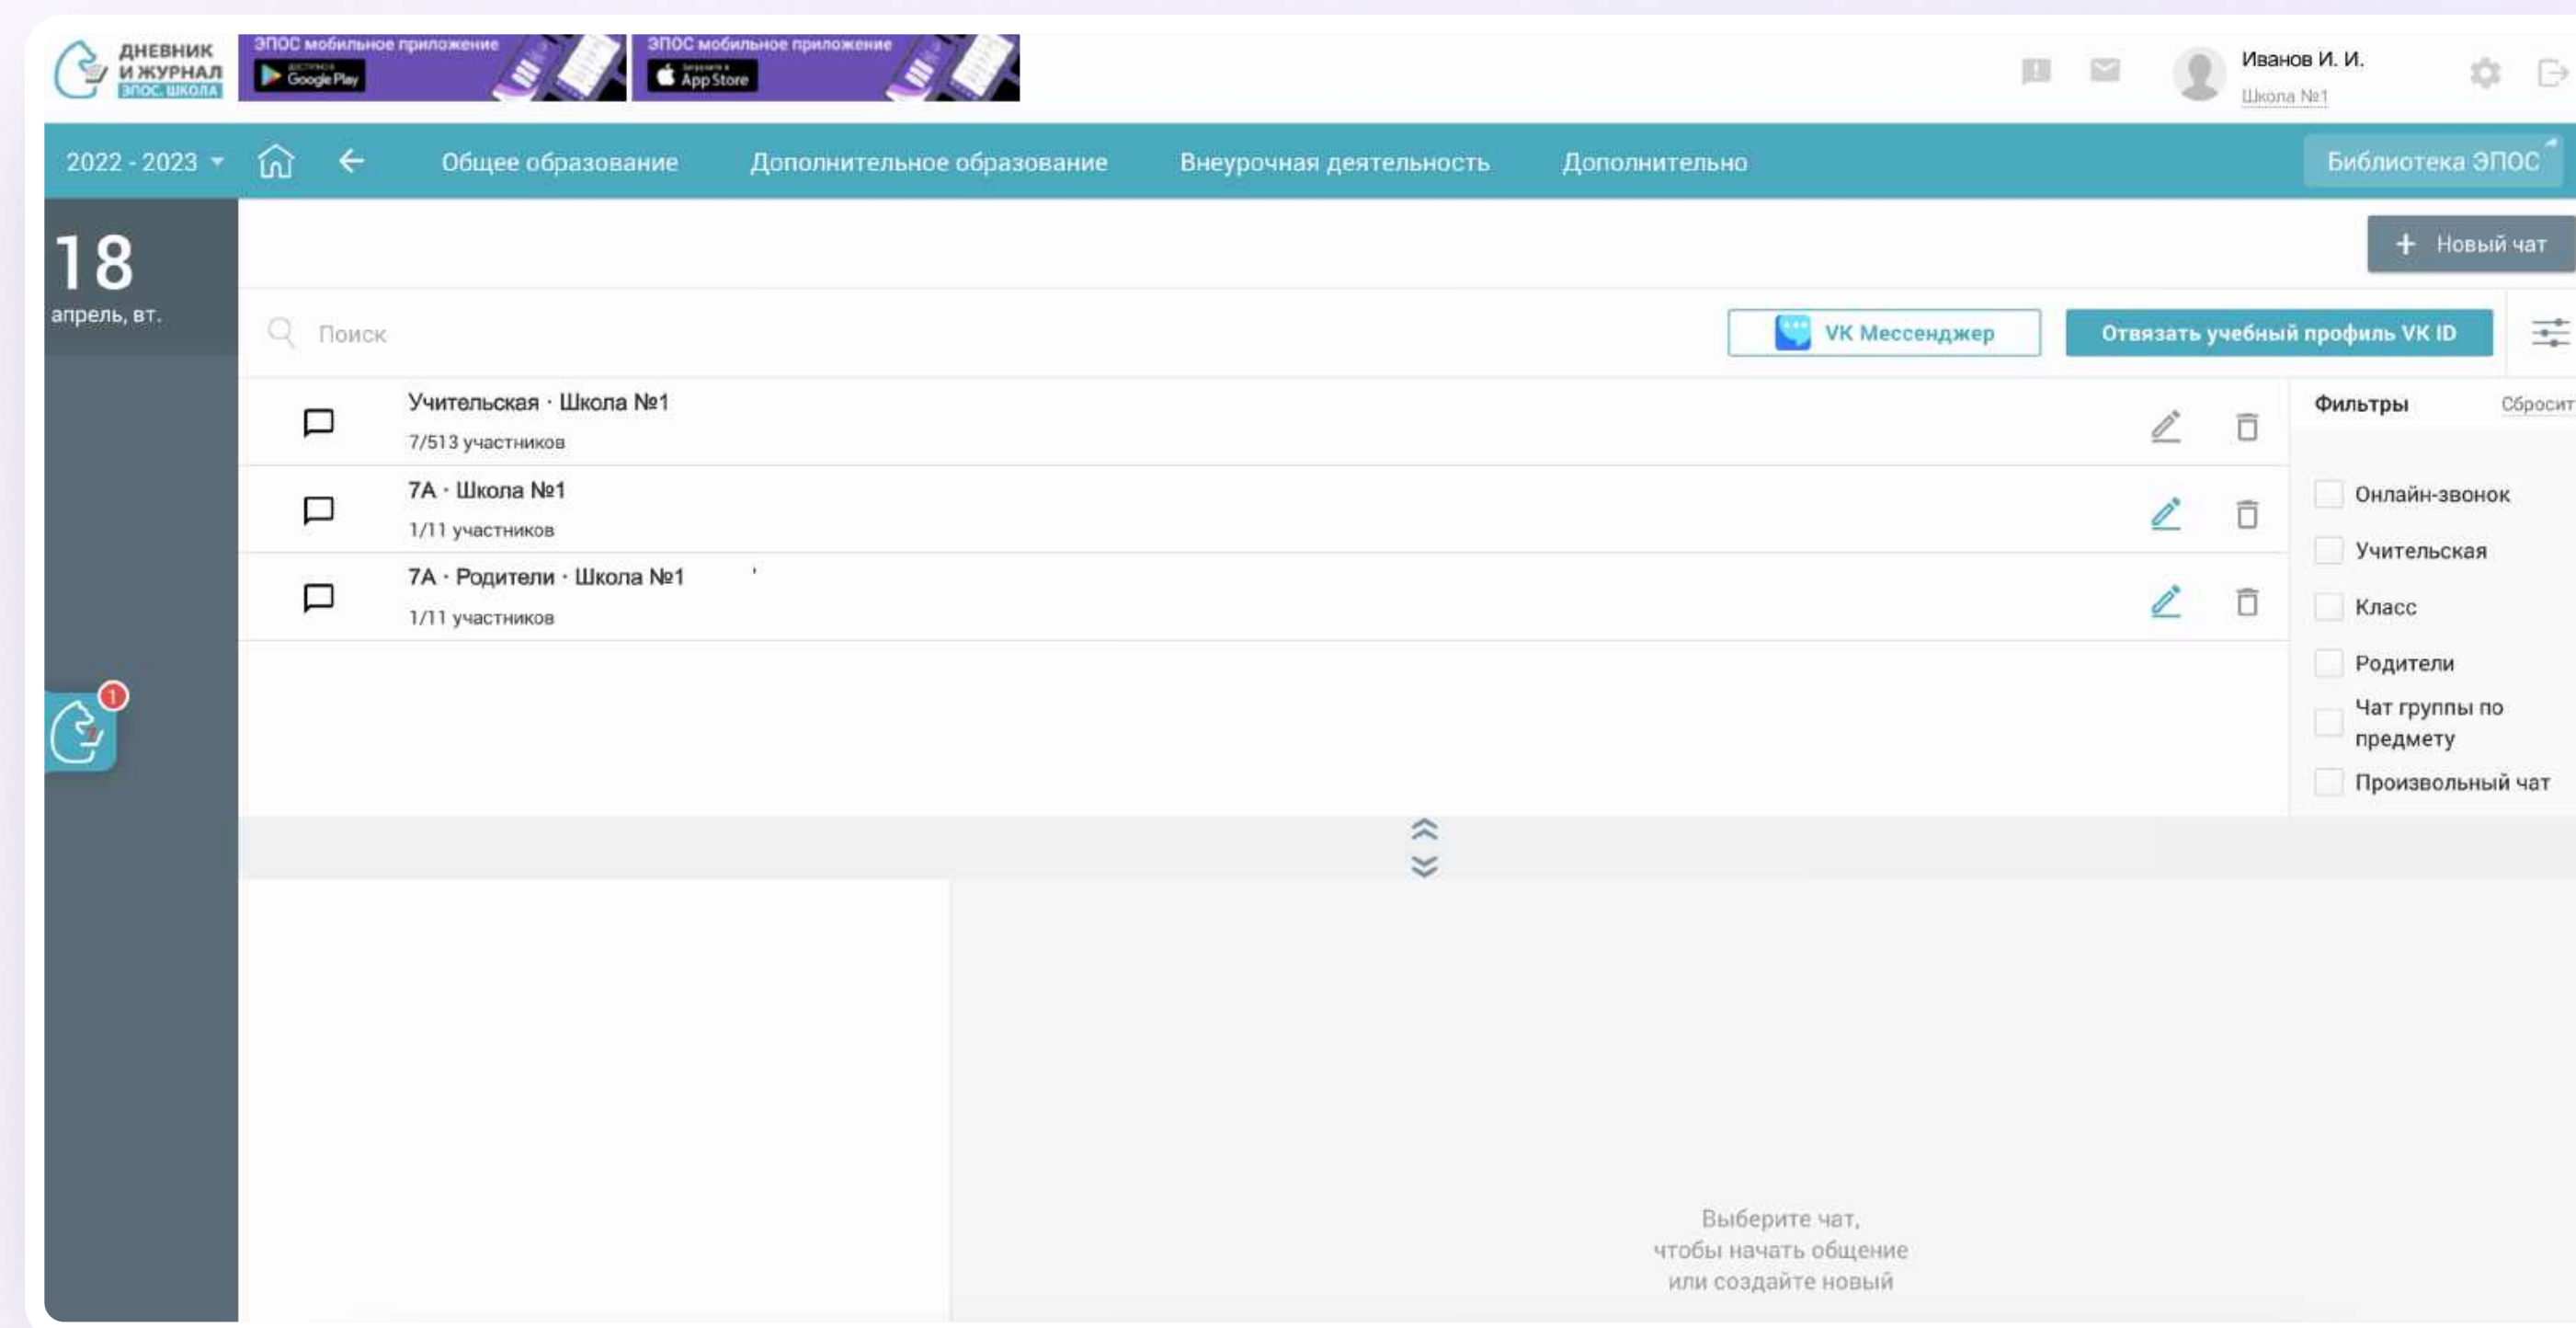 ДНЕВНИК
И ЖУРНАЛ
ЭПОС. ШКОЛА
ЭПОС мобильное приложение
ДОСТУПНО В
Google Play
ЭПОС мобильное приложение
Загрузите в
App Store
Иванов И. И.
Школа №1
2022 - 2023
Общее образование
Дополнительное образование
Внеурочная деятельность
Дополнительно
Библиотека ЭПОС
18
апрель, вт.
+ Новый чат
Поиск
VK Мессенджер
Отвязать учебный профиль VK ID
Учительская · Школа №1
7/513 участников
7А · Школа №1
1/11 участников
7А · Родители · Школа №1
1/11 участников
Фильтры
Сбросит
Онлайн-звонок
Учительская
Класс
Родители
Чат группы по
предмету
Произвольный чат
1
Выберите чат,
чтобы начать общение
или создайте новый